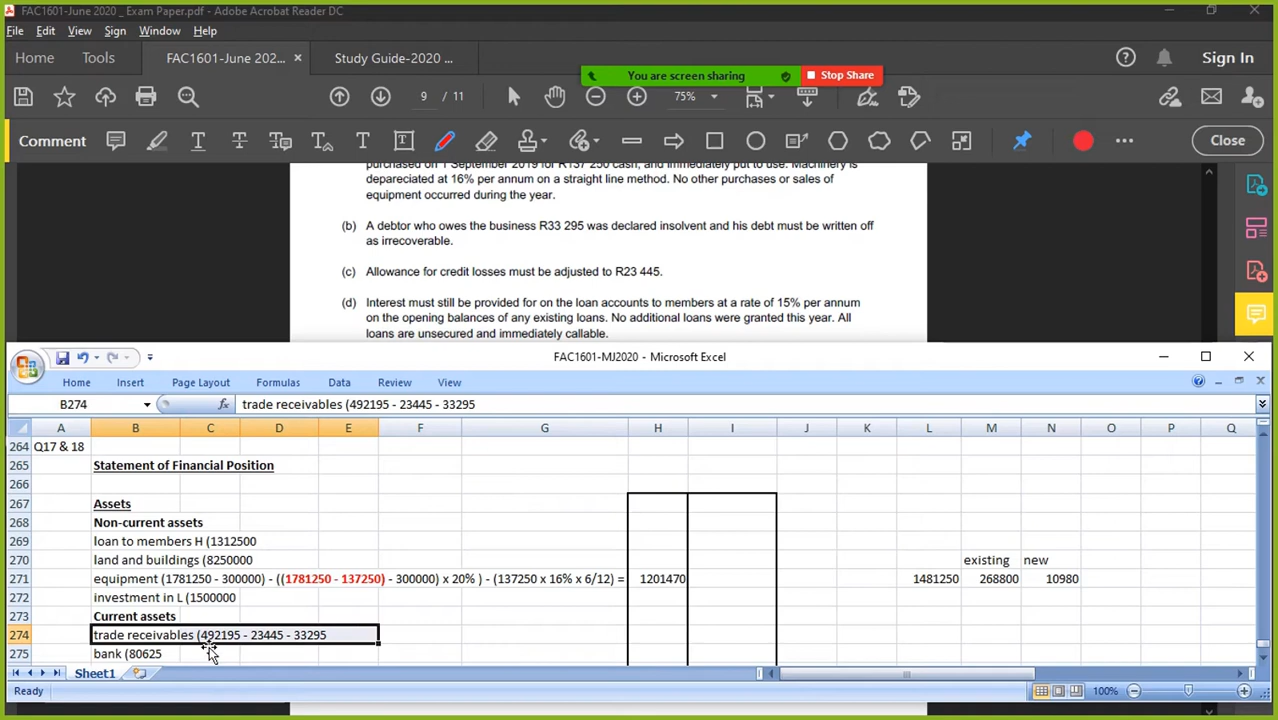 FAC1601-June 2020 _ Exam Paper.pdf - Adobe Acrobat Reader DC
File Edit View Sign Window Help
Home Tools FAC1601-June 202... × Study Guide-2020 ... Sign In
You are screen sharing Stop Share
9 / 11 75%
Comment Close
purchased on 1 September 2019 for R137 250 cash, and immediately put to use. Machinery is
depareciated at 16% per annum on a straight line method. No other purchases or sales of
equipment occurred during the year.
(b) A debtor who owes the business R33 295 was declared insolvent and his debt must be written off
as irrecoverable.
(c) Allowance for credit losses must be adjusted to R23 445.
(d) Interest must still be provided for on the loan accounts to members at a rate of 15% per annum
on the opening balances of any existing loans. No additional loans were granted this year. All
loans are unsecured and immediately callable.
FAC1601-MJ2020 - Microsoft Excel
Home Insert Page Layout Formulas Data Review View
B274 fx trade receivables (492195 - 23445 - 33295
A B C D E F G H I J K L M N O P Q
264 Q17 & 18
265 Statement of Financial Position
266
267 Assets
268 Non-current assets
269 loan to members H (1312500
270 land and buildings (8250000 existing new
271 equipment (1781250 - 300000) - ((1781250 - 137250) - 300000) x 20% ) - (137250 x 16% x 6/12) = 1201470 1481250 268800 10980
272 investment in L (1500000
273 Current assets
274 trade receivables (492195 - 23445 - 33295
275 bank (80625
Sheet1
Ready 100%